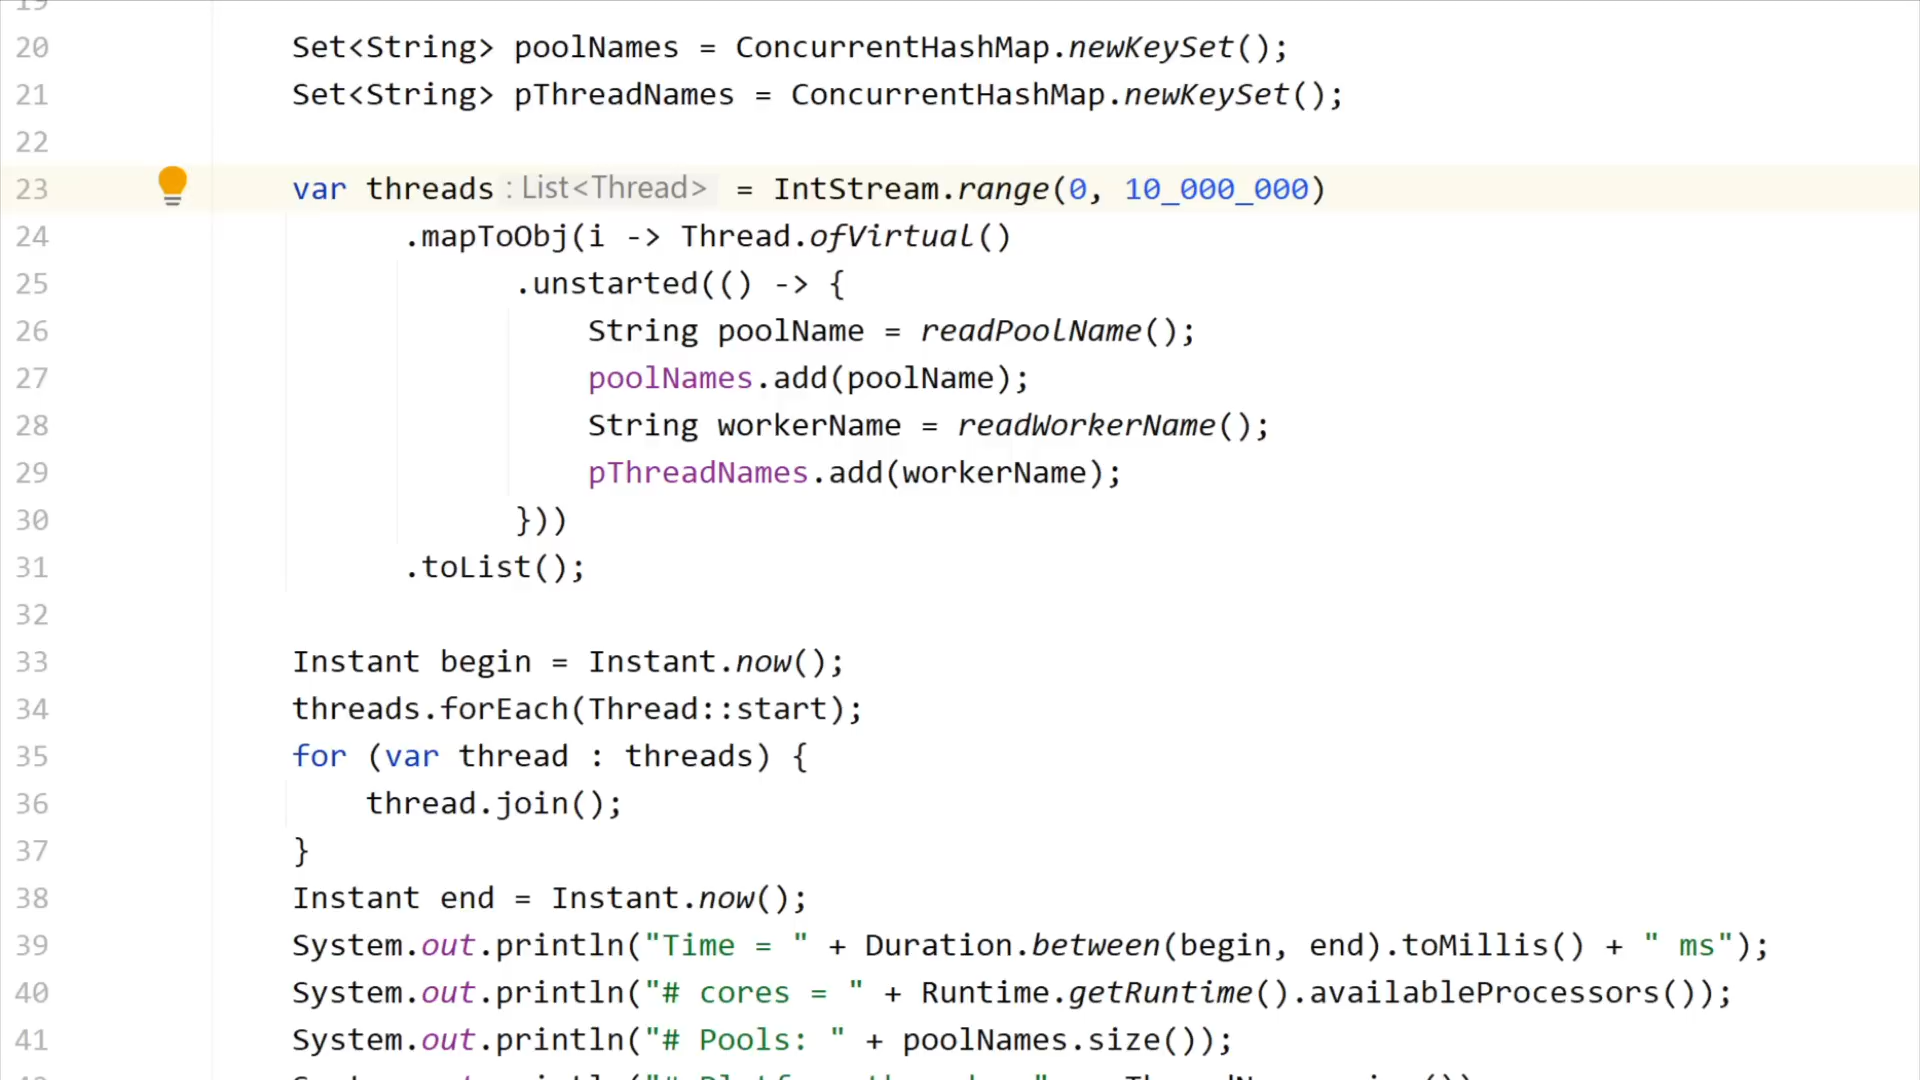 20 Set<String> poolNames = ConcurrentHashMap.newKeySet();
21 Set<String> pThreadNames = ConcurrentHashMap.newKeySet();
22
23 var threads : List<Thread> = IntStream.range(0, 10_000_000)
24 .mapToObj(i -> Thread.ofVirtual()
25 .unstarted(() -> {
26 String poolName = readPoolName();
27 poolNames.add(poolName);
28 String workerName = readWorkerName();
29 pThreadNames.add(workerName);
30 }))
31 .toList();
32
33 Instant begin = Instant.now();
34 threads.forEach(Thread::start);
35 for (var thread : threads) {
36 thread.join();
37 }
38 Instant end = Instant.now();
39 System.out.println("Time = " + Duration.between(begin, end).toMillis() + " ms");
40 System.out.println("# cores = " + Runtime.getRuntime().availableProcessors());
41 System.out.println("# Pools: " + poolNames.size());